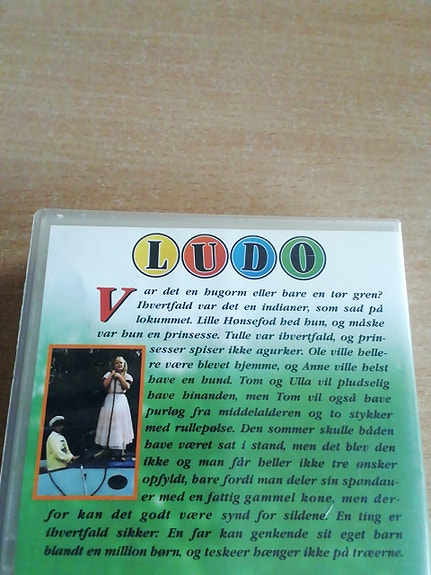 LUDO
Var det en hugorm eller bare en tør gren?
Ihvertfald var det en indianer, som sad på
lokummet. Lille Hønsefod hed hun, og måske
var hun en prinsesse. Tulle var ihvertfald, og prin-
sesser spiser ikke agurker. Ole ville helle-
re være blevet hjemme, og Anne ville helst
have en hund. Tom og Ulla vil pludselig
have hinanden, men Tom vil også have
purløg fra middelalderen og to stykker
med rullepølse. Den sommer skulle båden
have været sat i stand, men det blev den
ikke og man får heller ikke tre ønsker
opfyldt, bare fordi man deler sin spandau-
er med en fattig gammel kone, men der-
for kan det godt være synd for sildene. En ting er
ihvertfald sikker: En far kan genkende sit eget barn
blandt en million børn, og teskeer hænger ikke på træerne.